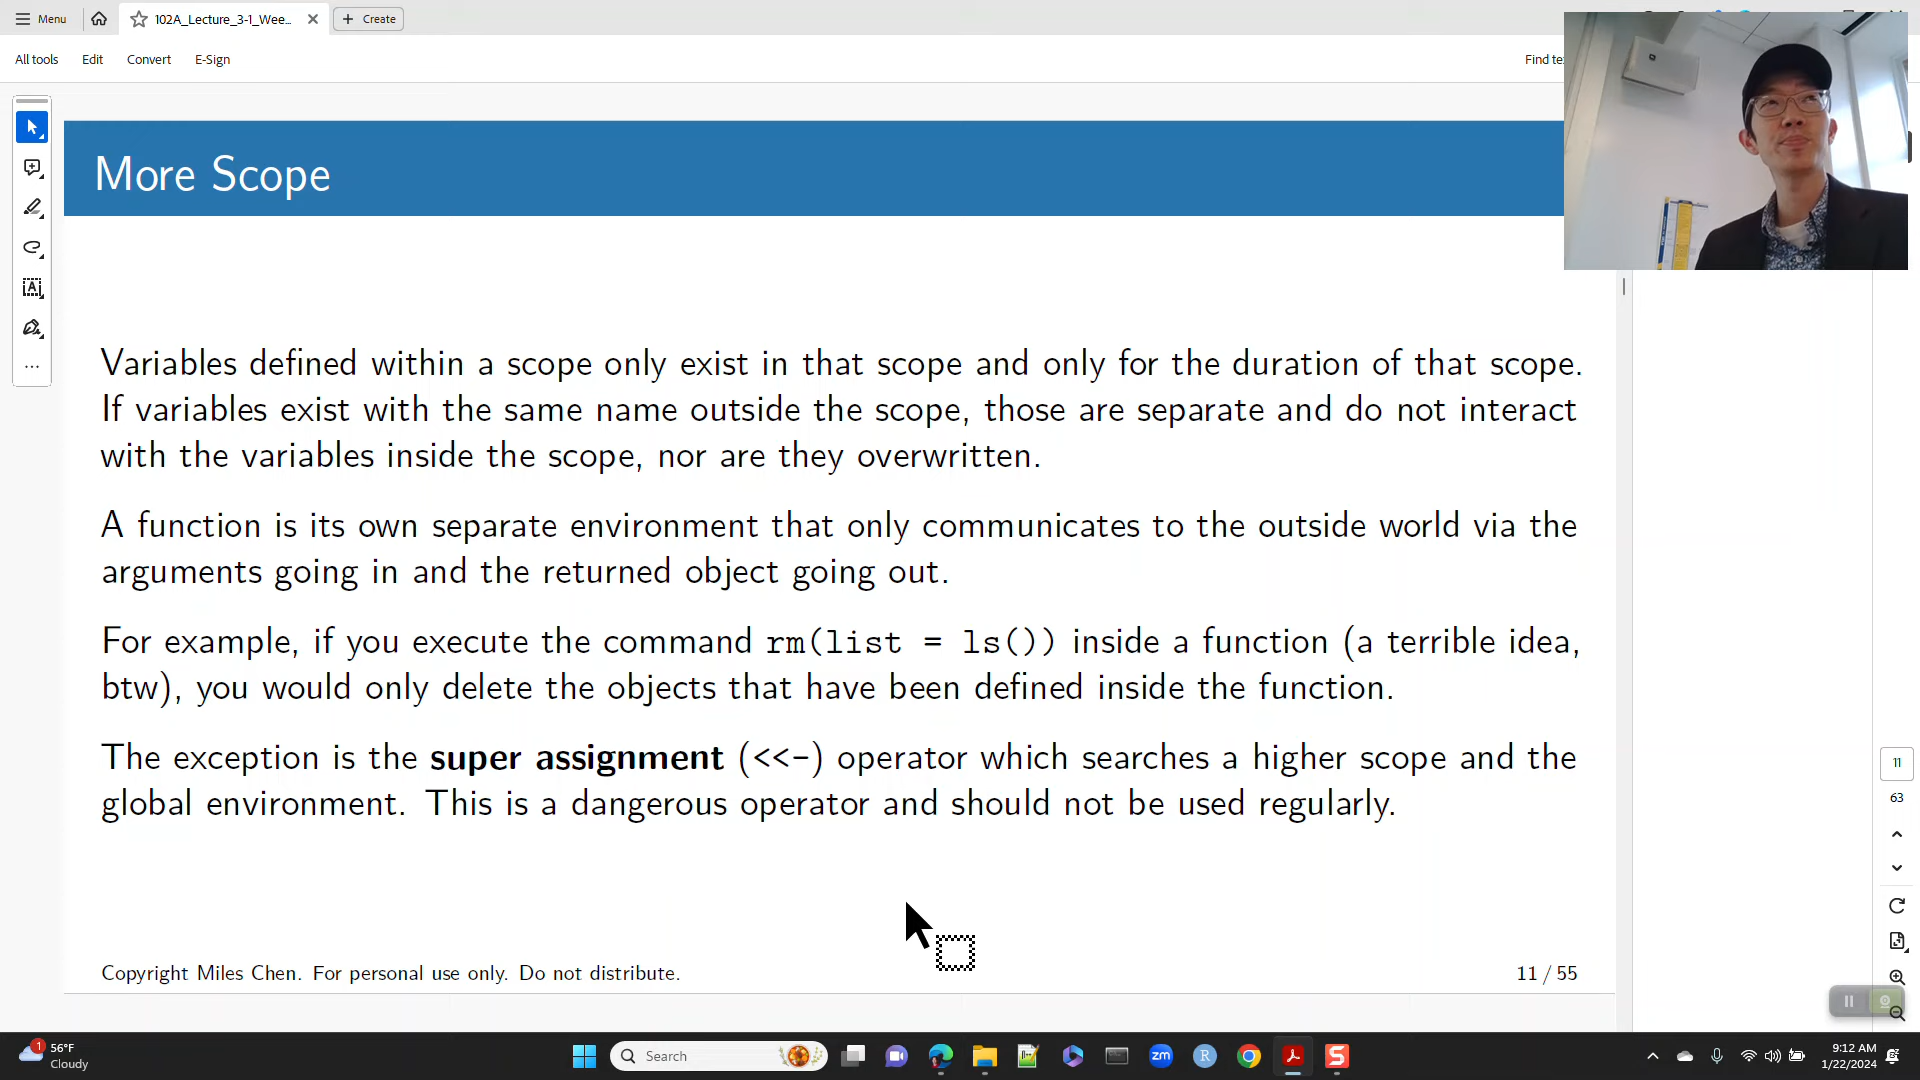 Menu
102A_Lecture_3-1_Wee...
Create
All tools
Edit
Convert
E-Sign
Find te
More Scope
Variables defined within a scope only exist in that scope and only for the duration of that scope.
If variables exist with the same name outside the scope, those are separate and do not interact
with the variables inside the scope, nor are they overwritten.
A function is its own separate environment that only communicates to the outside world via the
arguments going in and the returned object going out.
For example, if you execute the command rm(list = ls()) inside a function (a terrible idea,
btw), you would only delete the objects that have been defined inside the function.
The exception is the super assignment (<<-) operator which searches a higher scope and the
global environment. This is a dangerous operator and should not be used regularly.
Copyright Miles Chen. For personal use only. Do not distribute.
11 / 55
11
63
1
56°F
Cloudy
Search
zm
R
S
9:12 AM
1/22/2024